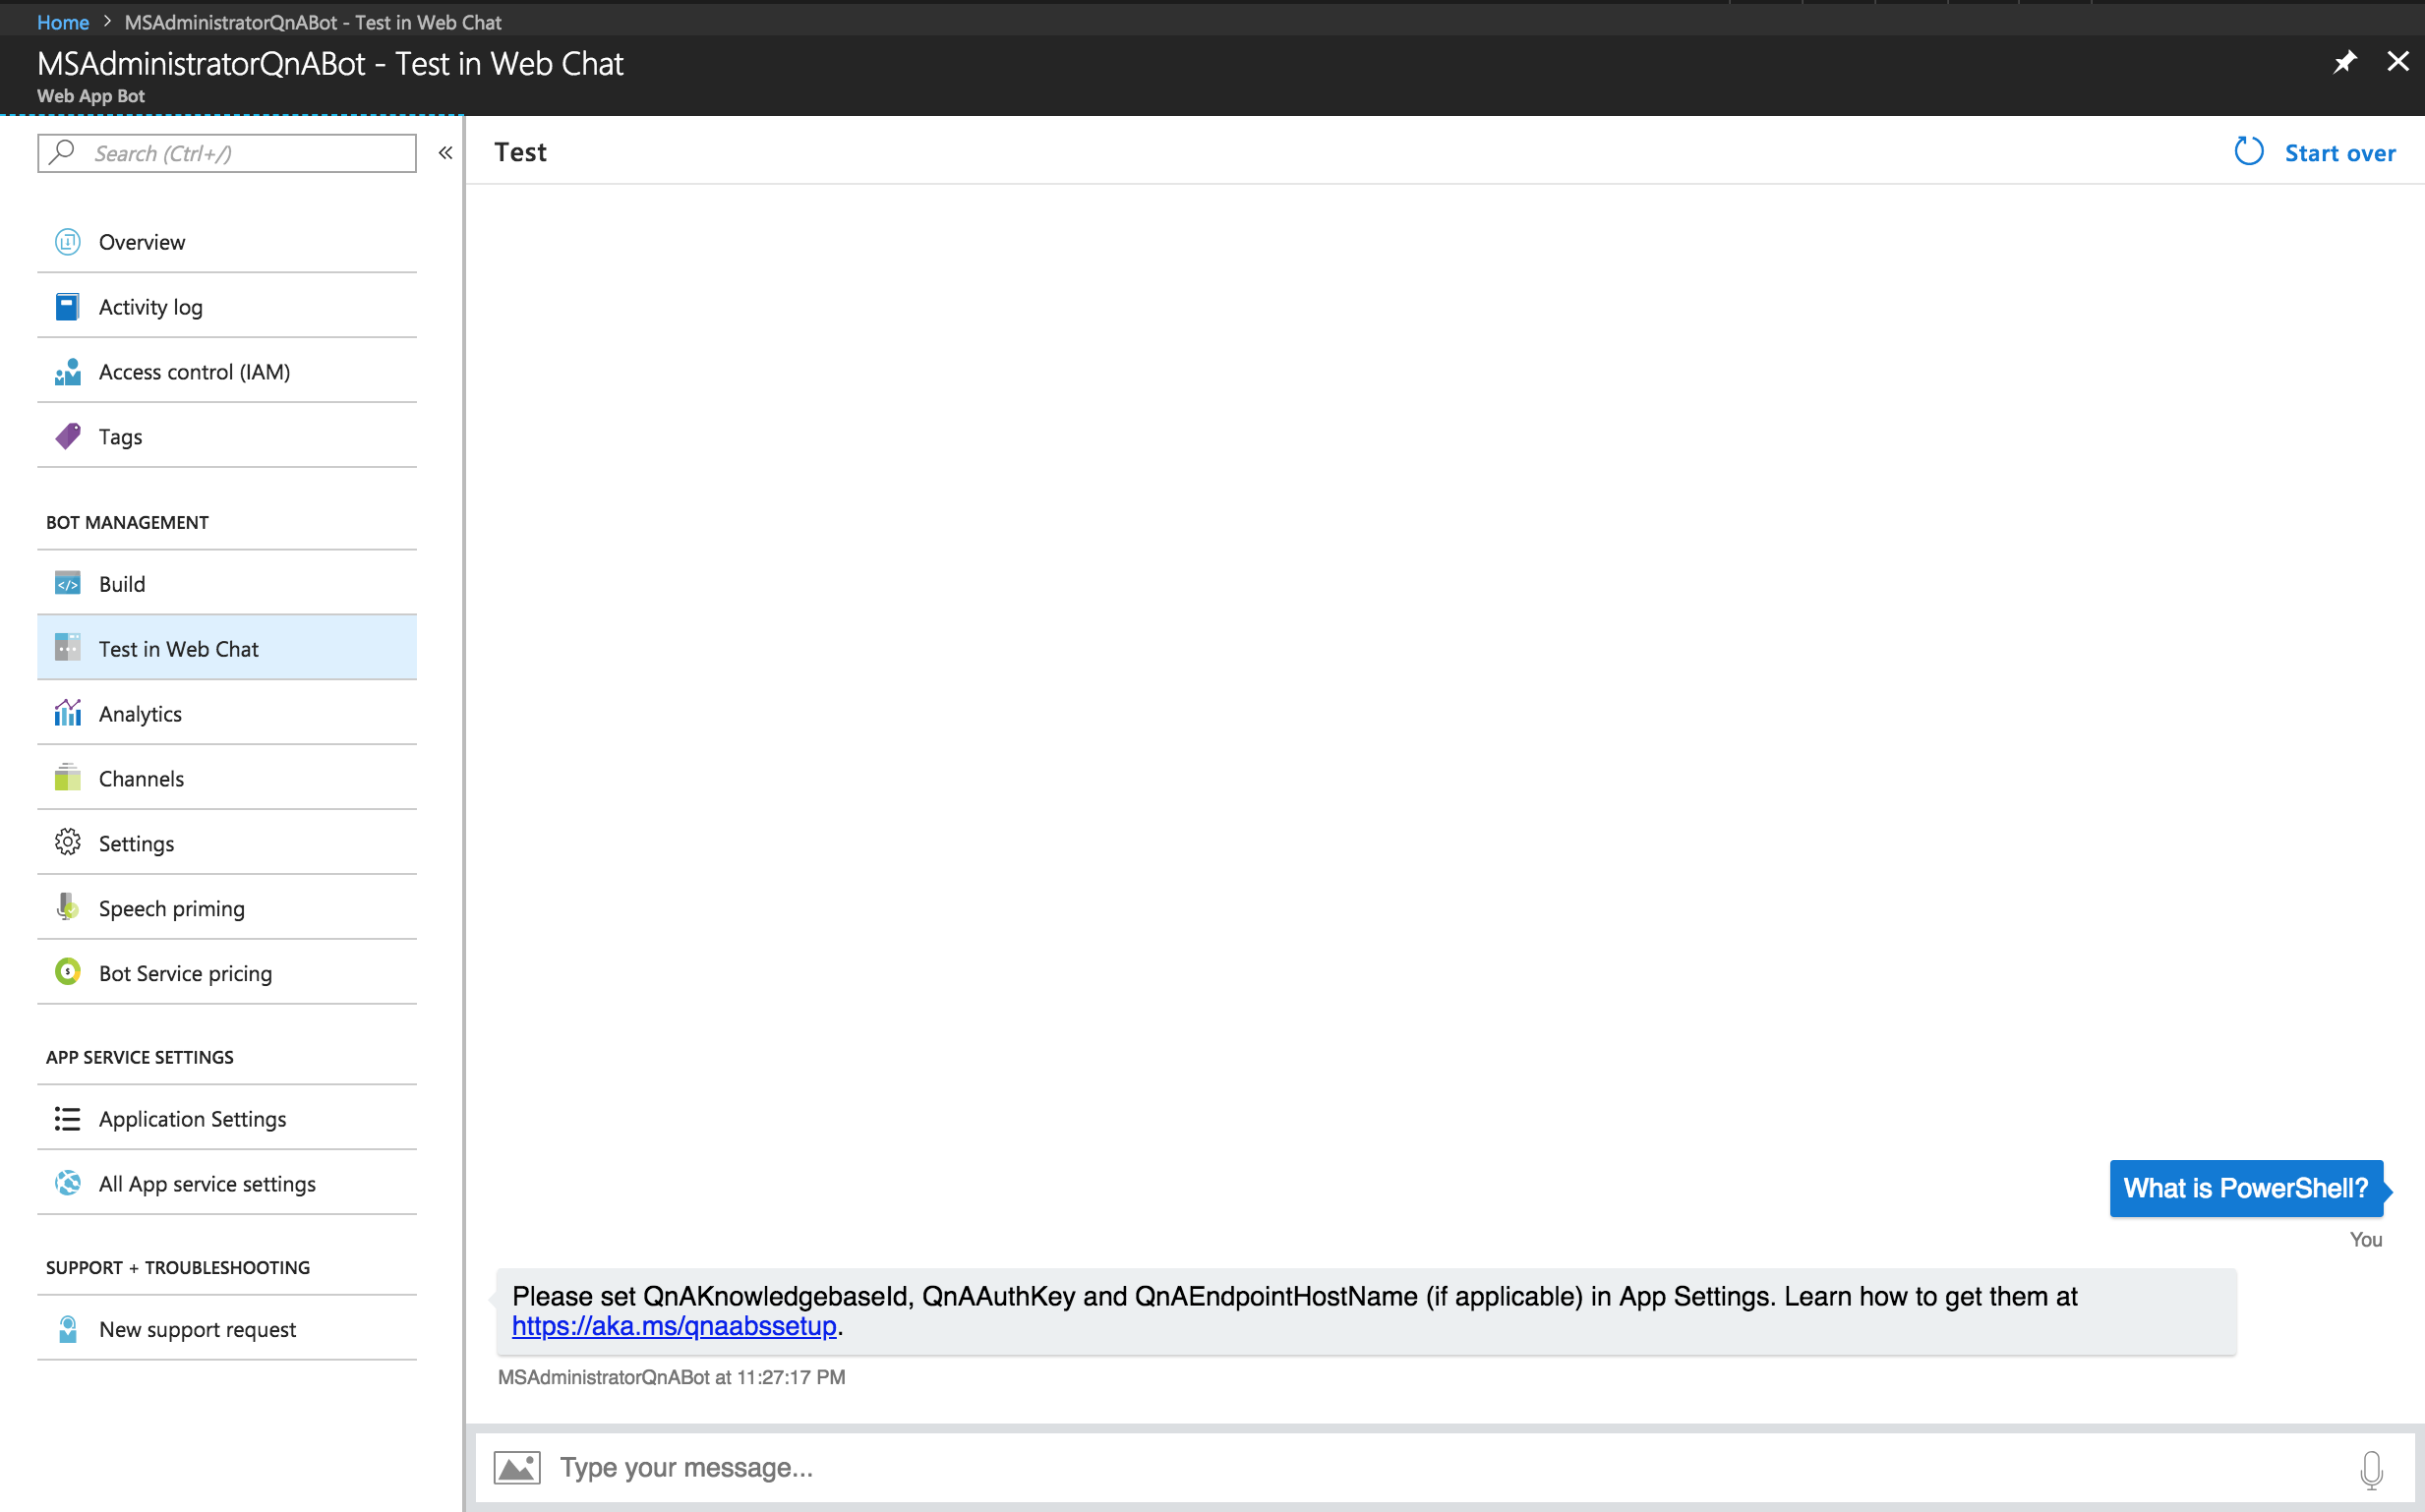 Home > MSAdministratorQnABot - Test in Web Chat
MSAdministratorQnABot - Test in Web Chat
Web App Bot
Search (Ctrl+/)
«
Overview
Activity log
Access control (IAM)
Tags
BOT MANAGEMENT
Build
Test in Web Chat
Analytics
Channels
Settings
Speech priming
Bot Service pricing
APP SERVICE SETTINGS
Application Settings
All App service settings
SUPPORT + TROUBLESHOOTING
New support request
Test
Start over
What is PowerShell?
You
Please set QnAKnowledgebaseId, QnAAuthKey and QnAEndpointHostName (if applicable) in App Settings. Learn how to get them at
https://aka.ms/qnaabssetup.
MSAdministratorQnABot at 11:27:17 PM
Type your message...